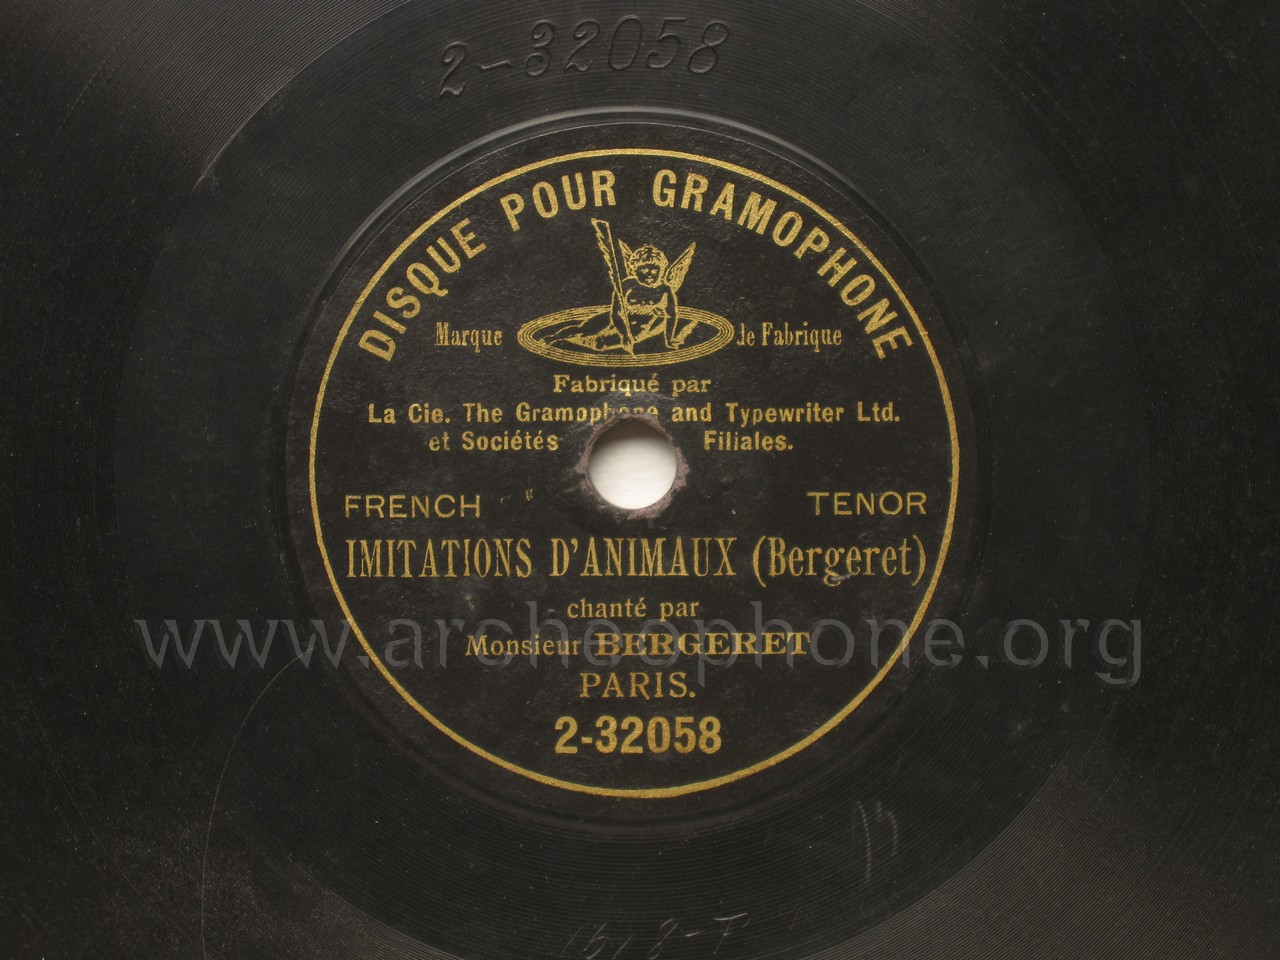 2-32058
DISQUE POUR GRAMOPHONE
Marque de Fabrique
Fabriqué par
La Cie. The Gramophone and Typewriter Ltd.
et Sociétés Filiales.
FRENCH TENOR
IMITATIONS D'ANIMAUX (Bergeret)
chanté par
www.archeophone.org
Monsieur BERGERET
PARIS.
2-32058